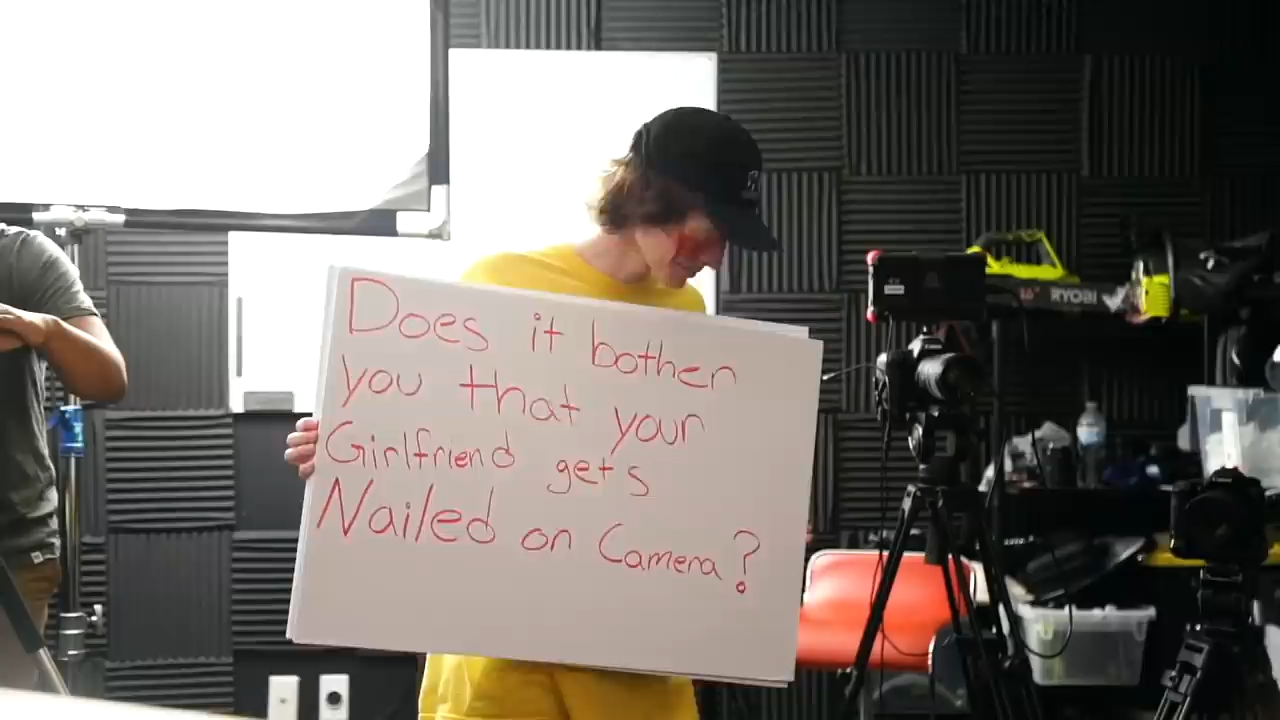 Does it bother
you that your
Girlfriend gets
Nailed on Camera?
RYOBI